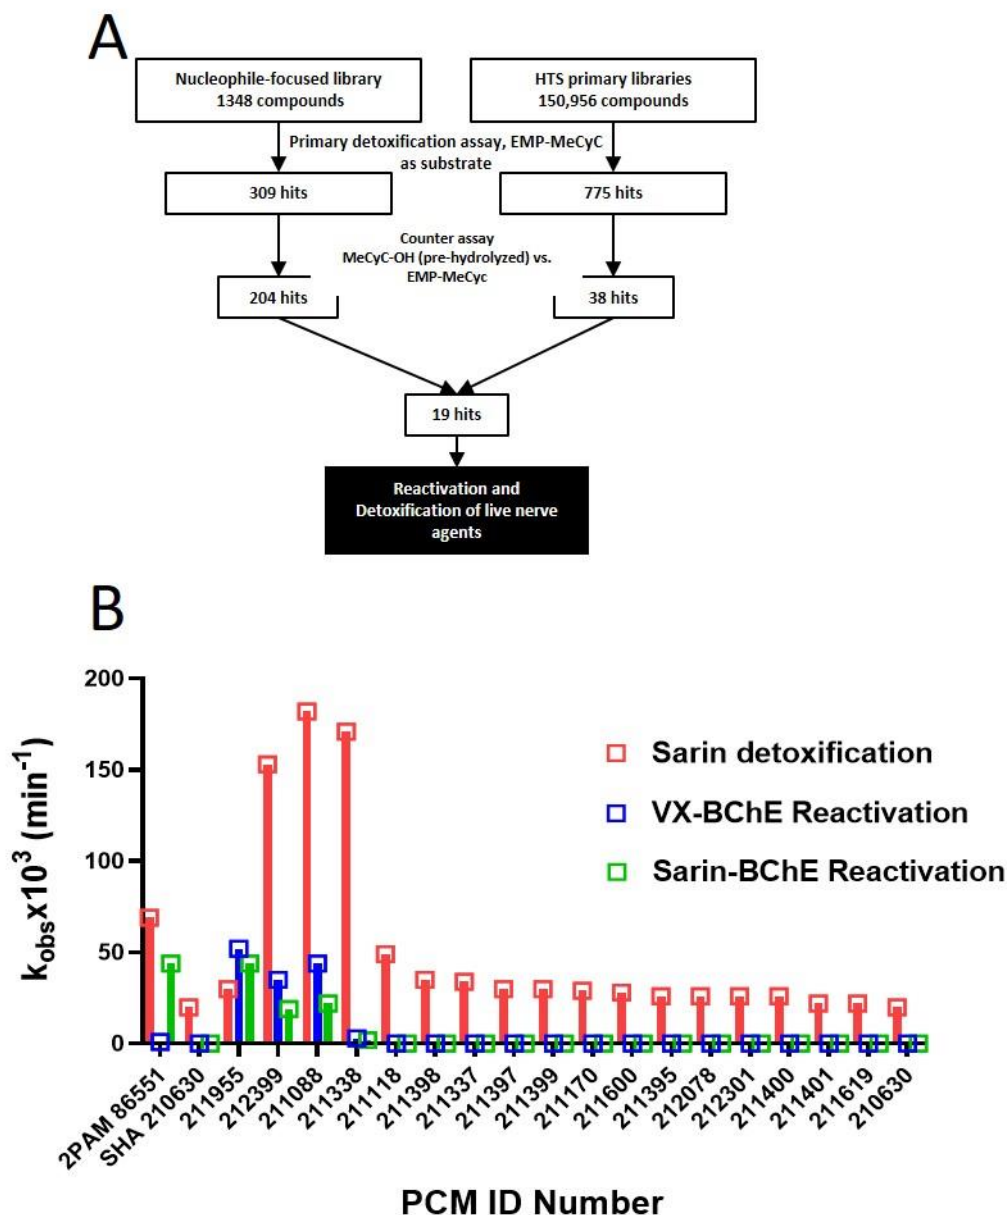 A
Nucleophile-focused library
1348 compounds
HTS primary libraries
150,956 compounds
Primary detoxification assay, EMP-MeCyC
as substrate
309 hits
775 hits
Counter assay
MeCyC-OH (pre-hydrolyzed) vs.
EMP-MeCyc
204 hits
38 hits
19 hits
Reactivation and
Detoxification of live nerve
agents
B
200
150
100
50
0
kobsx10³ (min⁻¹)
Sarin detoxification
VX-BChE Reactivation
Sarin-BChE Reactivation
2PAM 86551
SHA 210630
211955
212399
211088
211338
211118
211398
211337
211397
211399
211170
211600
211395
212078
212301
211400
211401
211619
210630
PCM ID Number